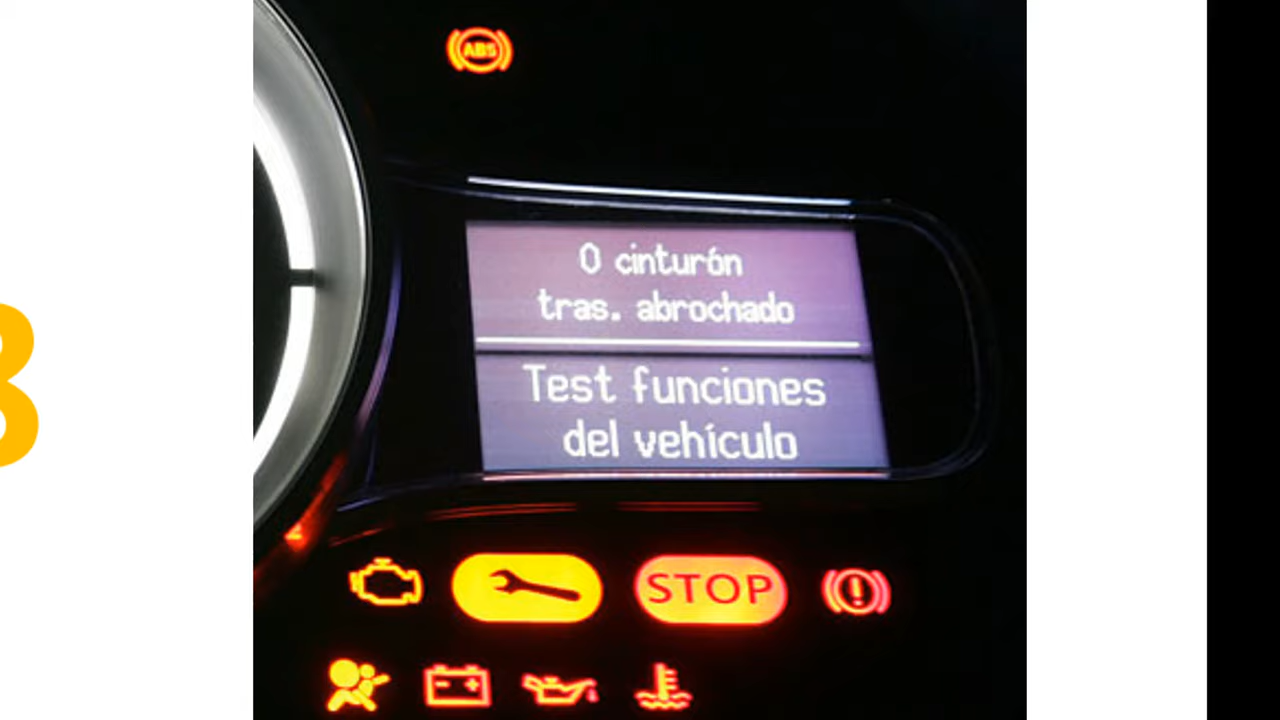 ABS
0 cinturón
tras. abrochado
Test funciones
del vehículo
STOP